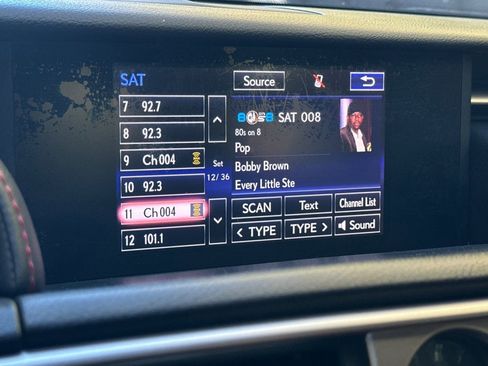 SAT
Source
7 92.7
8 92.3
9 Ch004
10 92.3
11 Ch004
12 101.1
Set
12/36
SAT 008
80s on 8
Pop
Bobby Brown
Every Little Ste
SCAN
Text
Channel List
< TYPE
TYPE >
Sound